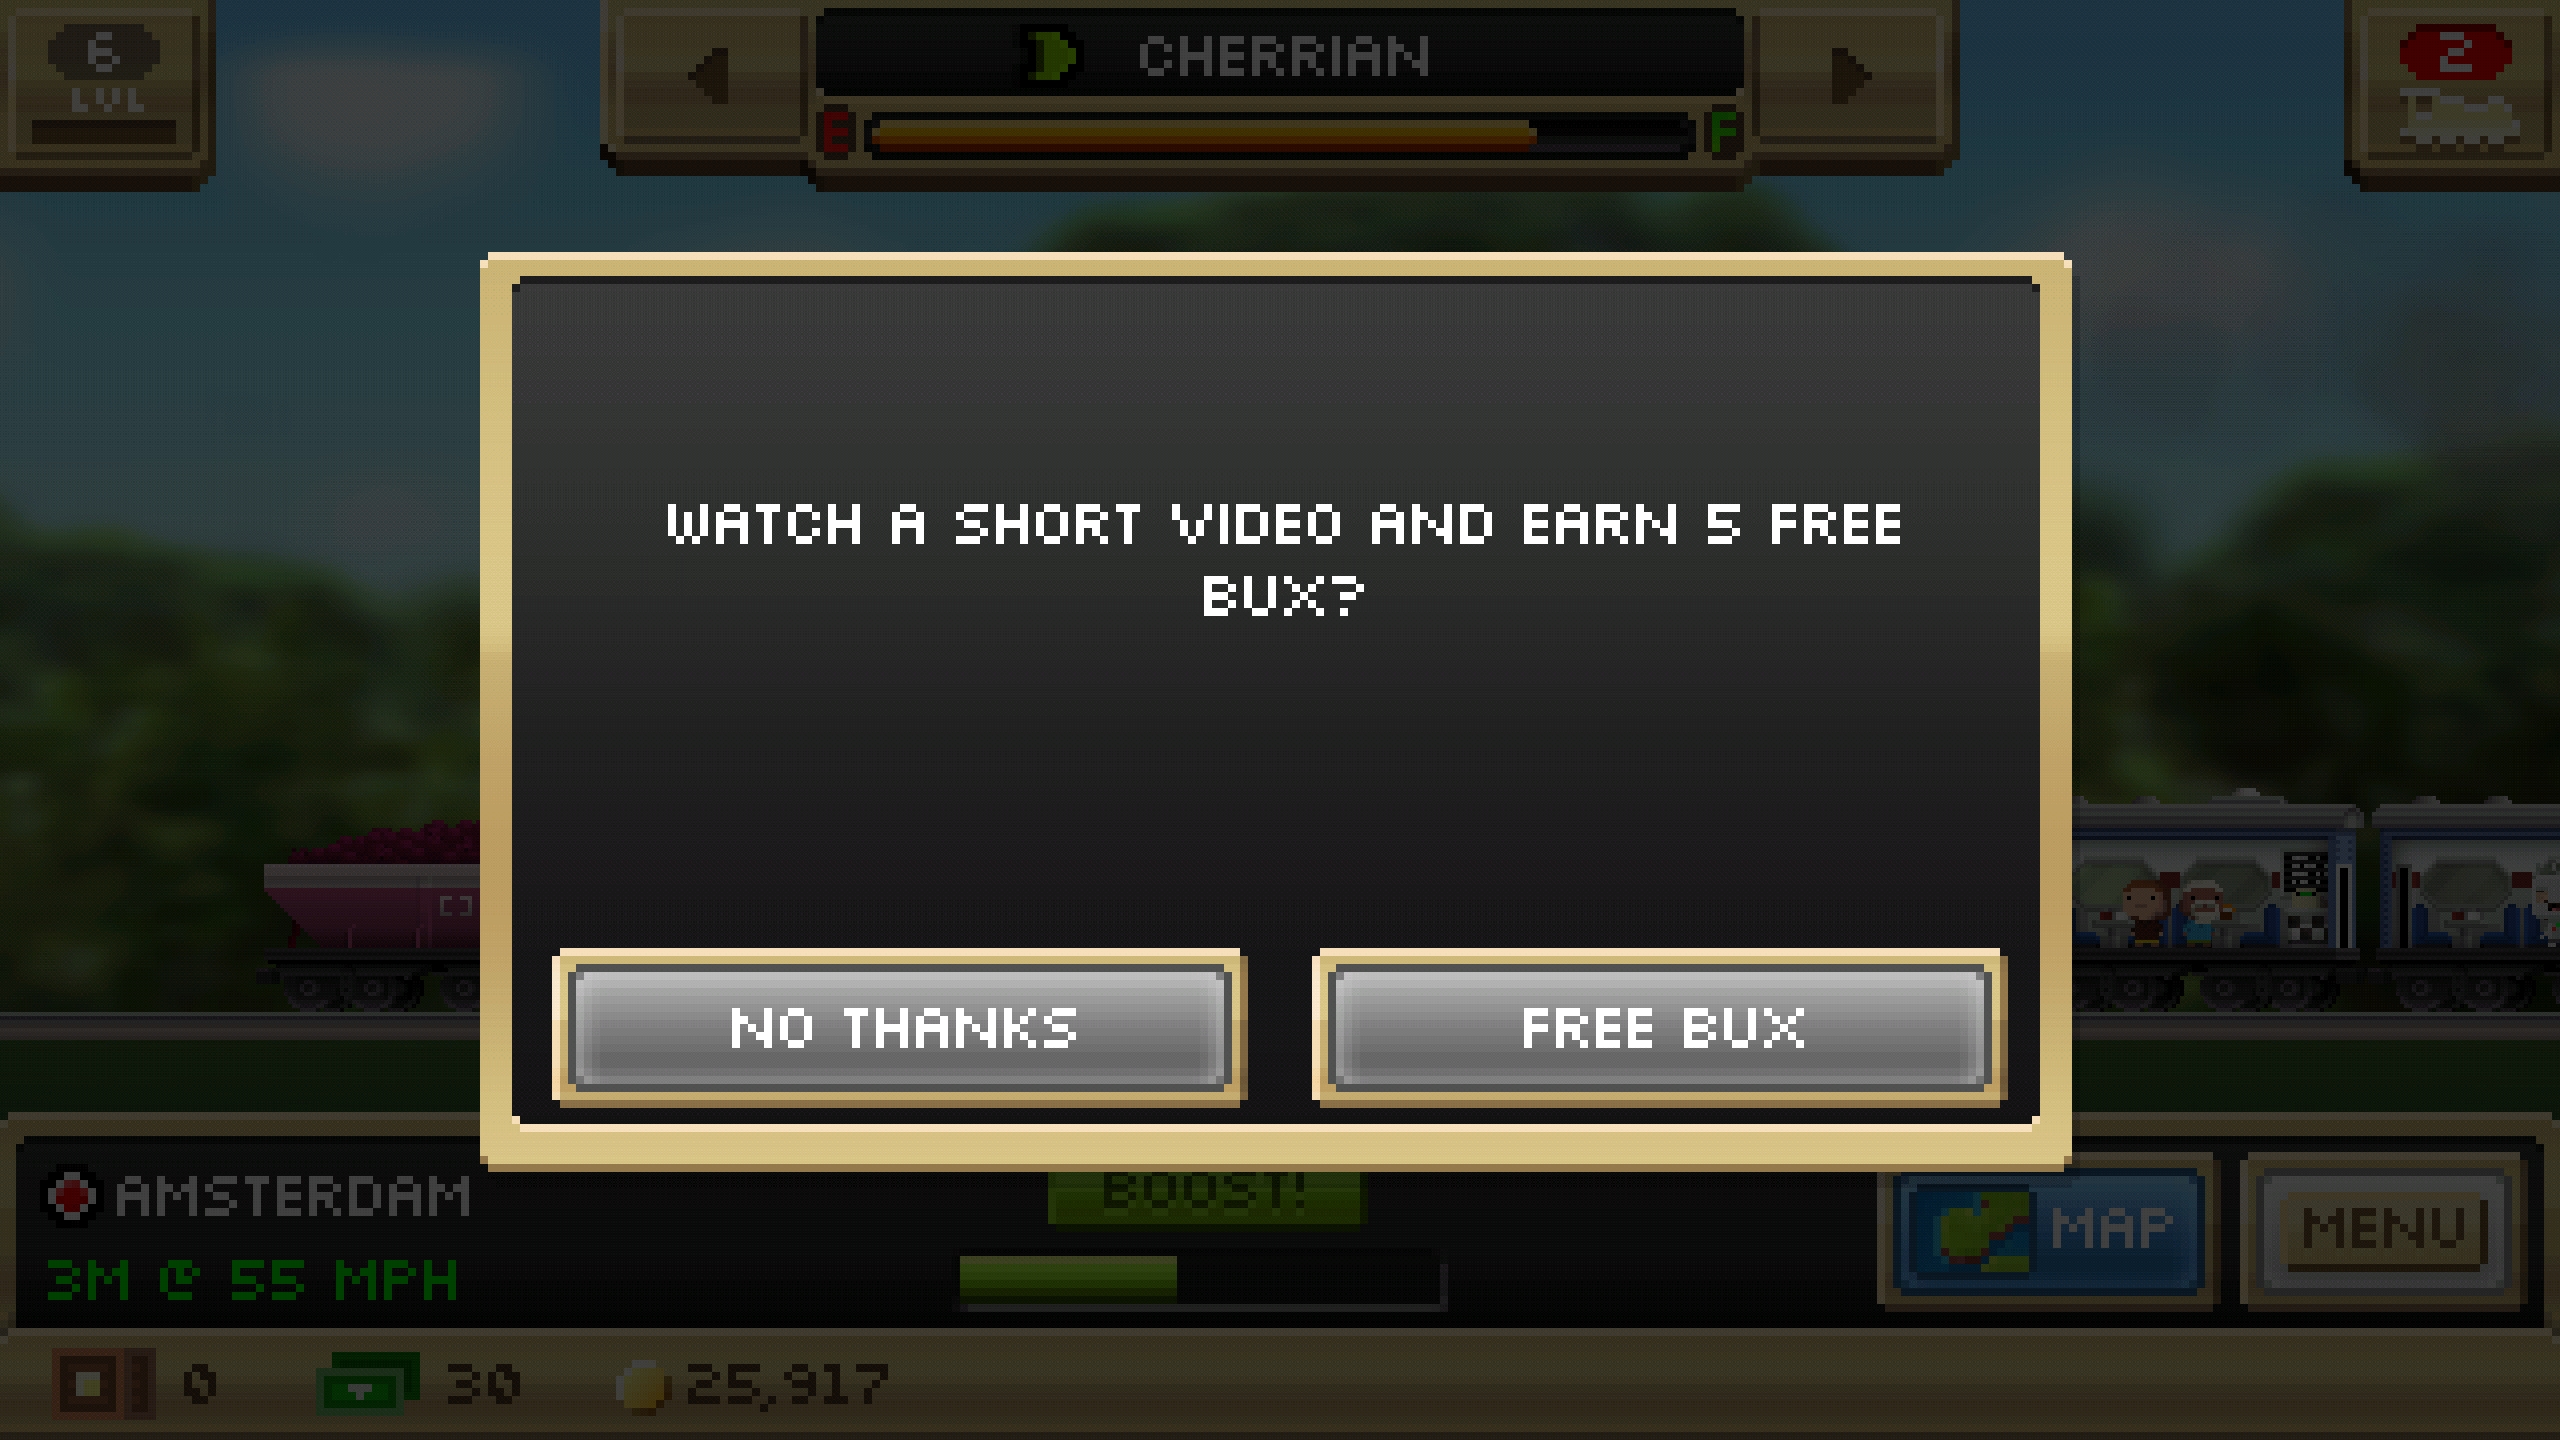 6
LVL
CHERRIAN
E F
2
WATCH A SHORT VIDEO AND EARN 5 FREE
BUX?
NO THANKS
FREE BUX
BOOST!
AMSTERDAM
3M @ 55 MPH
MAP
MENU
0
30
25,917